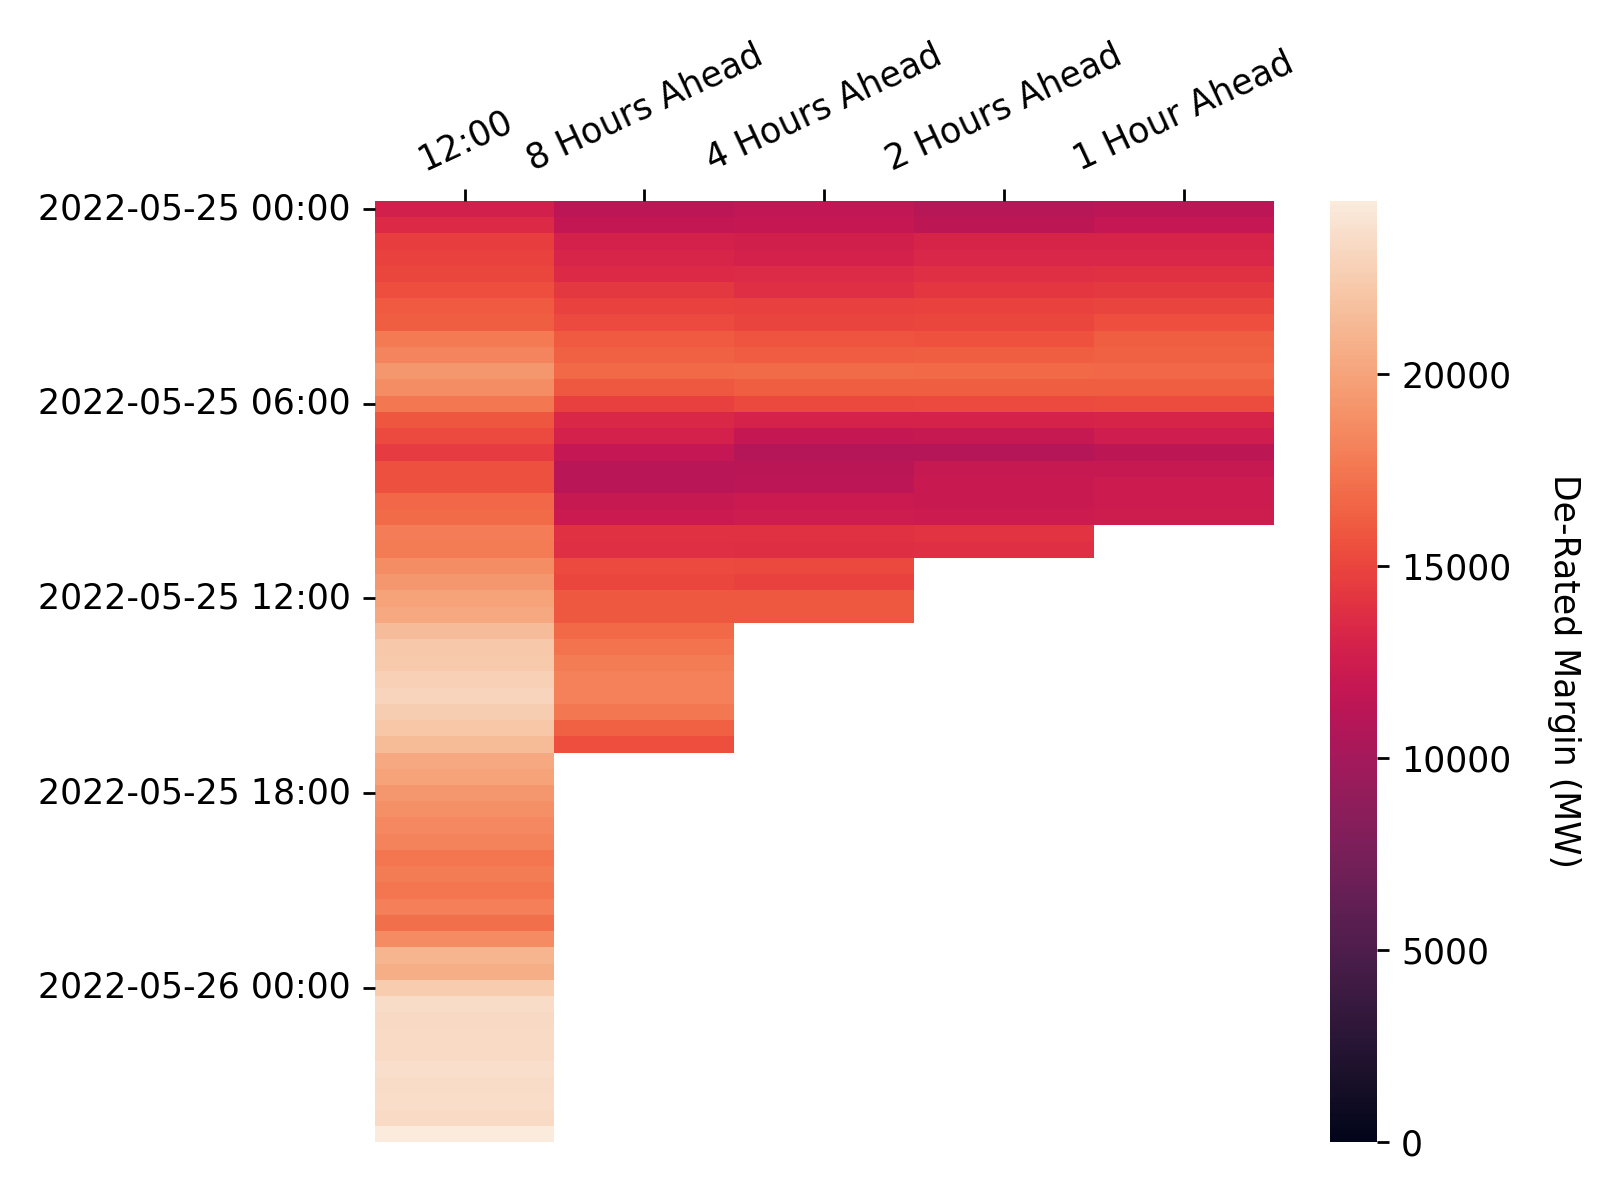 12:00
8 Hours Ahead
4 Hours Ahead
2 Hours Ahead
1 Hour Ahead
2022-05-25 00:00
2022-05-25 06:00
2022-05-25 12:00
2022-05-25 18:00
2022-05-26 00:00
20000
15000
10000
5000
0
De-Rated Margin (MW)